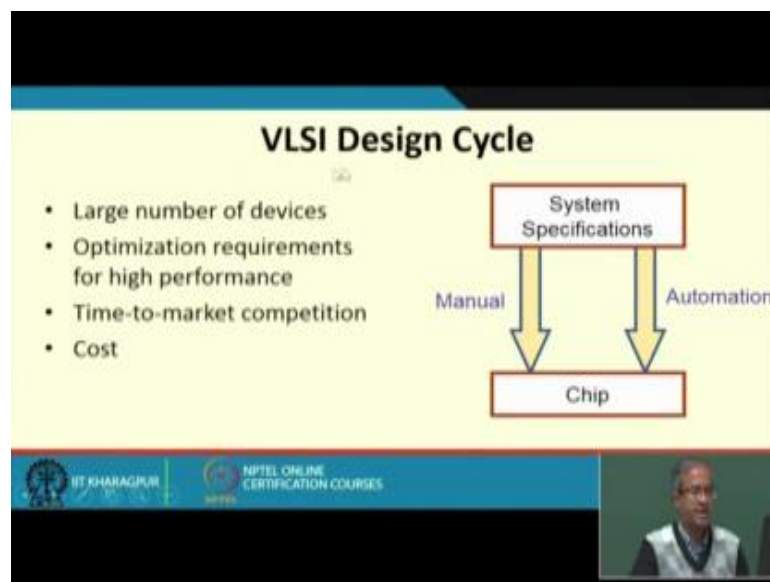 VLSI Design Cycle
• Large number of devices
• Optimization requirements
for high performance
• Time-to-market competition
• Cost
System
Specifications
Manual
Automation
Chip
IIT KHARAGPUR
NPTEL ONLINE
CERTIFICATION COURSES